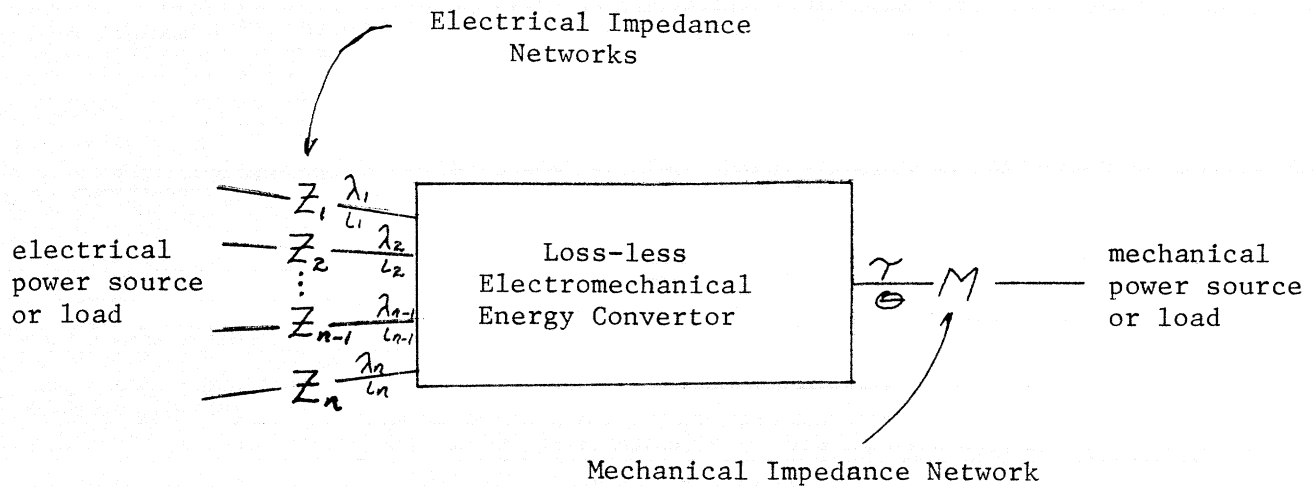 Electrical Impedance
Networks
electrical
power source
or load
Z₁ λ₁
i₁
Z₂ λ₂
i₂
⋮
Zₙ₋₁ λₙ₋₁
iₙ₋₁
Zₙ λₙ
iₙ
Loss-less
Electromechanical
Energy Convertor
τ
θ
M
mechanical
power source
or load
Mechanical Impedance Network